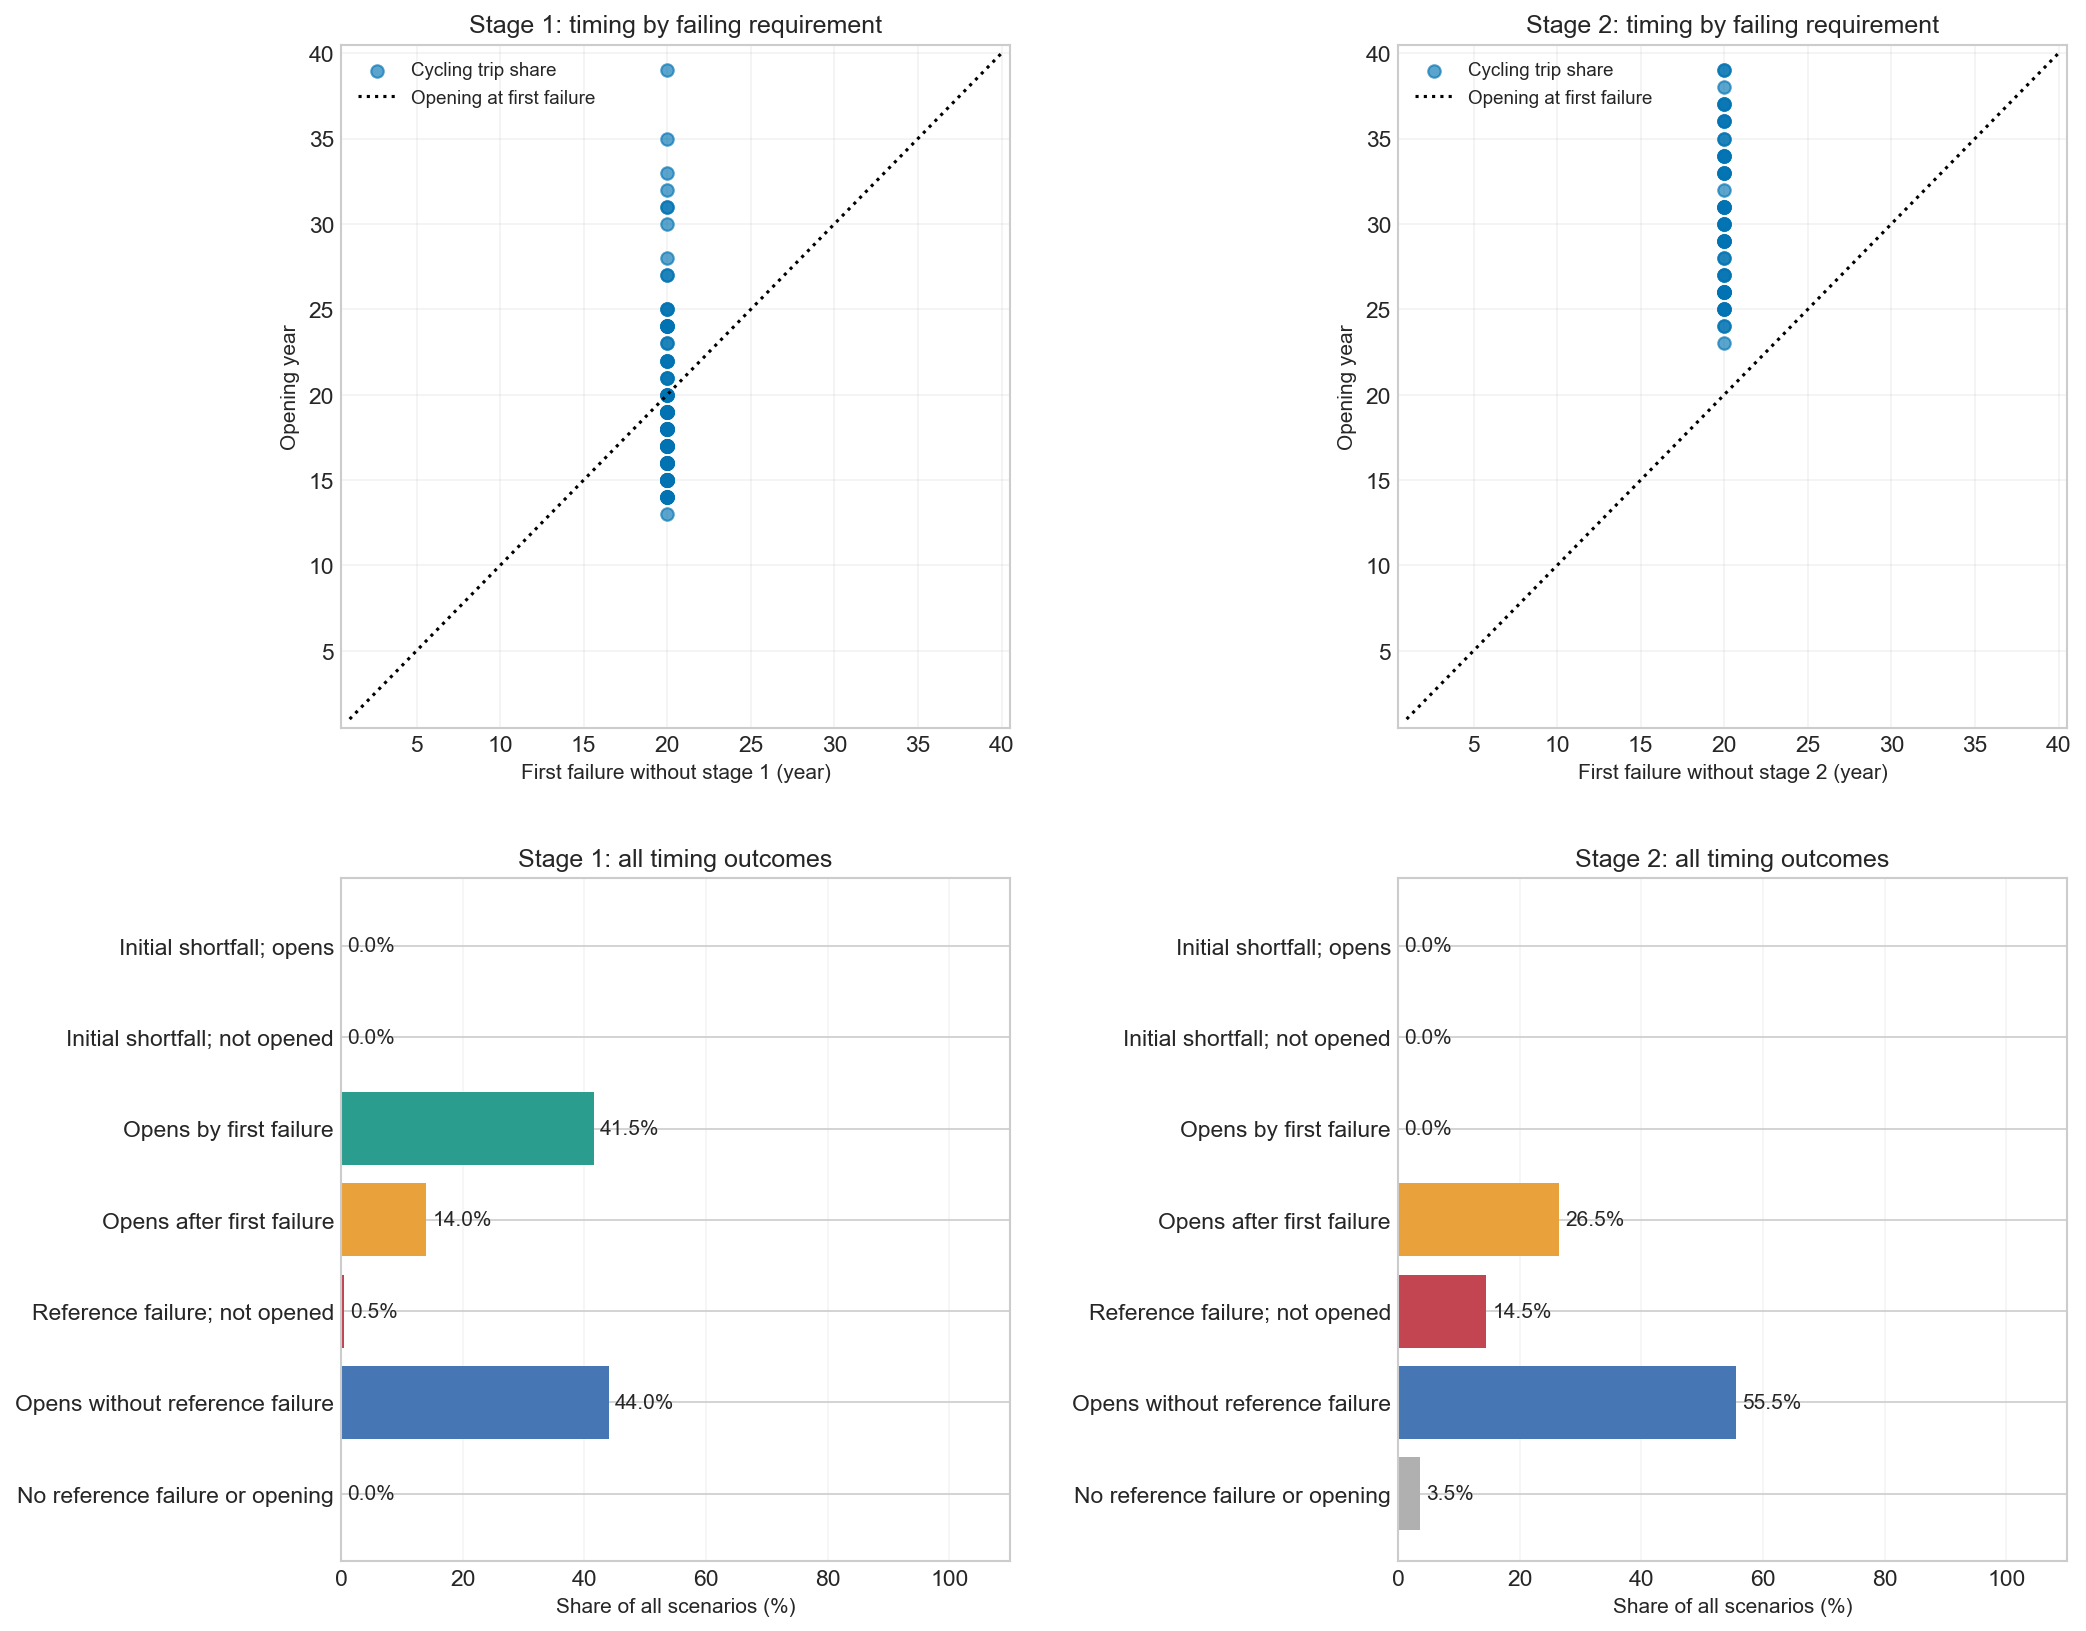 Stage 1: timing by failing requirement
40
35
30
25
20
15
10
5
Opening year
Cycling trip share
Opening at first failure
5 10 15 20 25 30 35 40
First failure without stage 1 (year)
Stage 2: timing by failing requirement
40
35
30
25
20
15
10
5
Opening year
Cycling trip share
Opening at first failure
5 10 15 20 25 30 35 40
First failure without stage 2 (year)
Stage 1: all timing outcomes
Initial shortfall; opens 0.0%
Initial shortfall; not opened 0.0%
Opens by first failure 41.5%
Opens after first failure 14.0%
Reference failure; not opened 0.5%
Opens without reference failure 44.0%
No reference failure or opening 0.0%
0 20 40 60 80 100
Share of all scenarios (%)
Stage 2: all timing outcomes
Initial shortfall; opens 0.0%
Initial shortfall; not opened 0.0%
Opens by first failure 0.0%
Opens after first failure 26.5%
Reference failure; not opened 14.5%
Opens without reference failure 55.5%
No reference failure or opening 3.5%
0 20 40 60 80 100
Share of all scenarios (%)